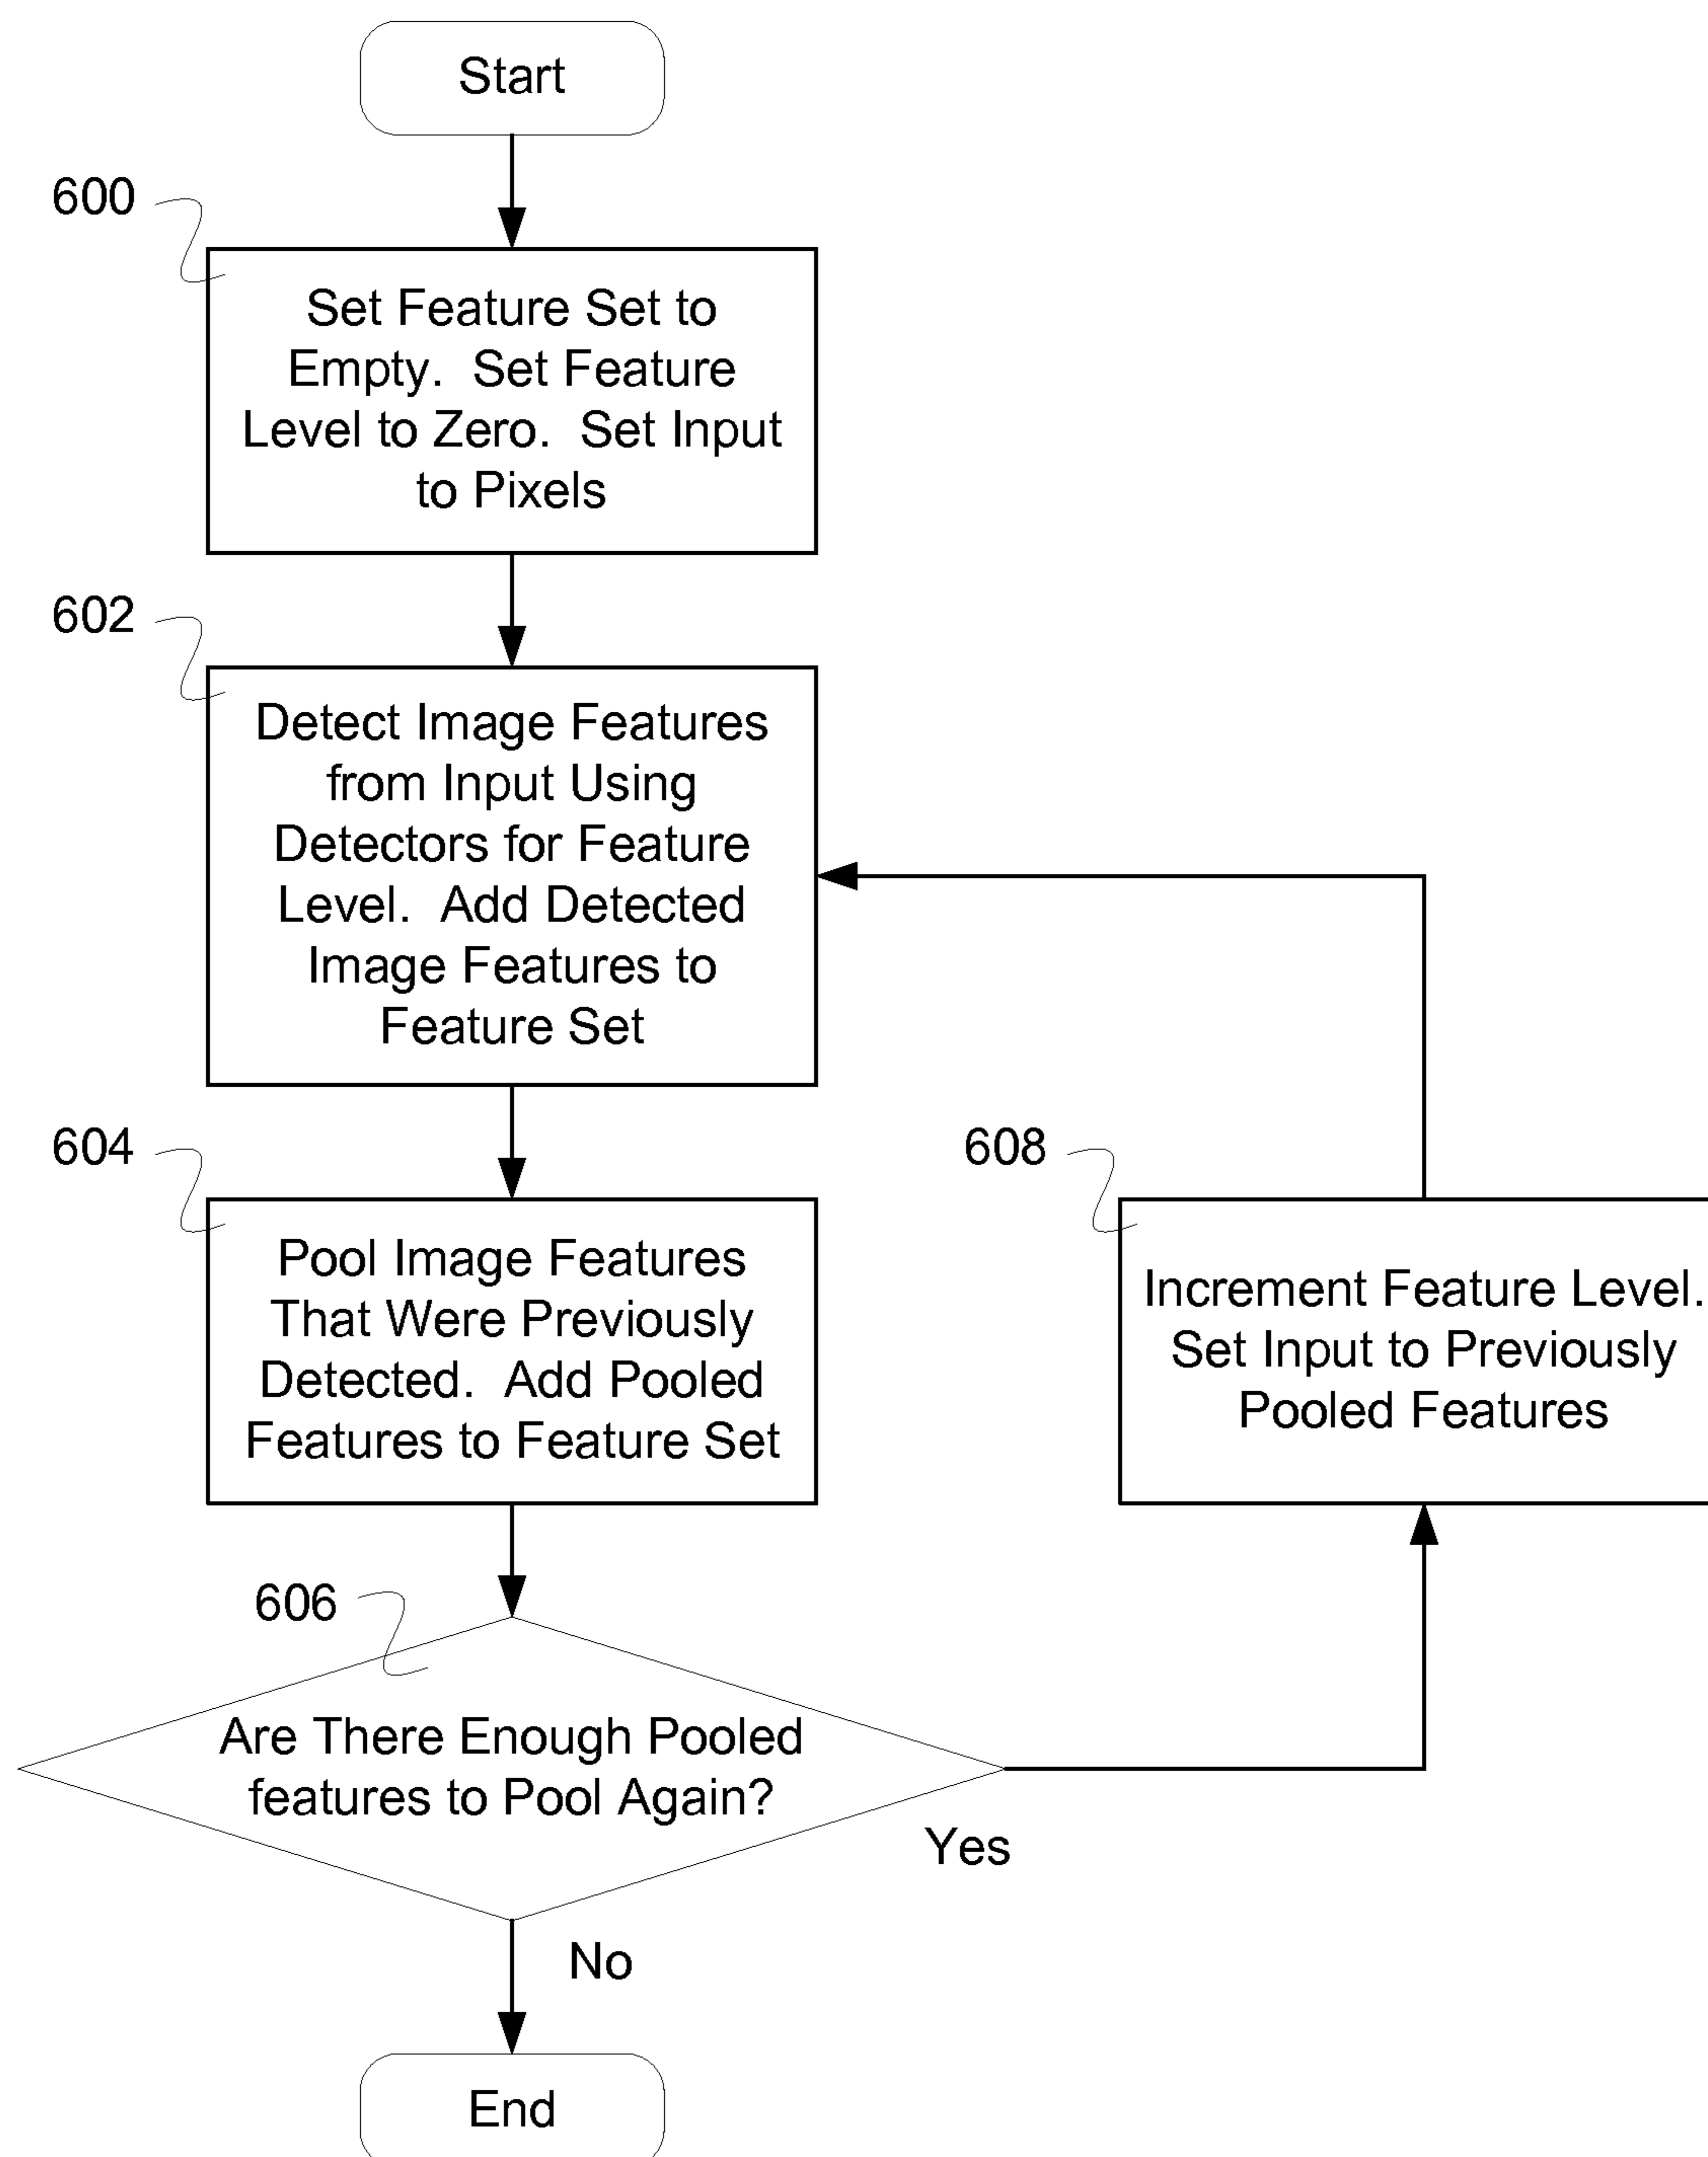 Start
600
Set Feature Set to
Empty. Set Feature
Level to Zero. Set Input
to Pixels
602
Detect Image Features
from Input Using
Detectors for Feature
Level. Add Detected
Image Features to
Feature Set
604
Pool Image Features
That Were Previously
Detected. Add Pooled
Features to Feature Set
608
Increment Feature Level.
Set Input to Previously
Pooled Features
606
Are There Enough Pooled
features to Pool Again?
Yes
No
End